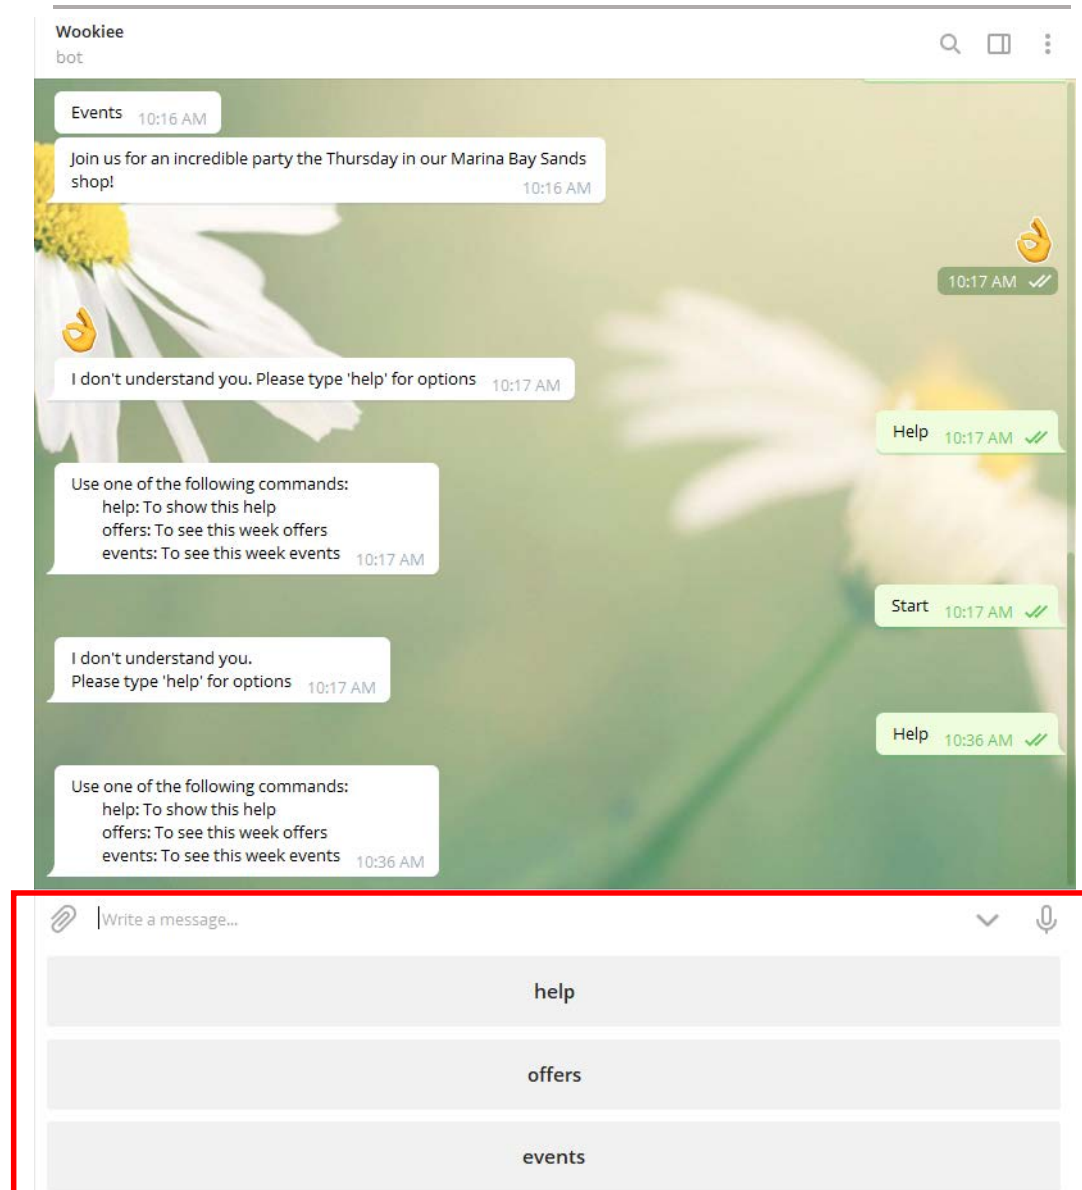 Wookiee
bot
Events 10:16 AM
Join us for an incredible party the Thursday in our Marina Bay Sands
shop! 10:16 AM
10:17 AM
I don't understand you. Please type 'help' for options 10:17 AM
Help 10:17 AM
Use one of the following commands:
help: To show this help
offers: To see this week offers
events: To see this week events 10:17 AM
Start 10:17 AM
I don't understand you.
Please type 'help' for options 10:17 AM
Help 10:36 AM
Use one of the following commands:
help: To show this help
offers: To see this week offers
events: To see this week events 10:36 AM
Write a message...
help
offers
events